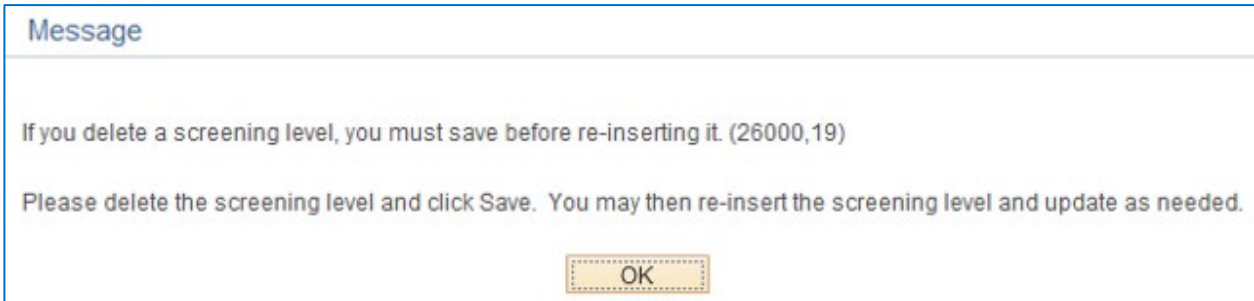 Message
If you delete a screening level, you must save before re-inserting it. (26000,19)
Please delete the screening level and click Save.  You may then re-insert the screening level and update as needed.
OK